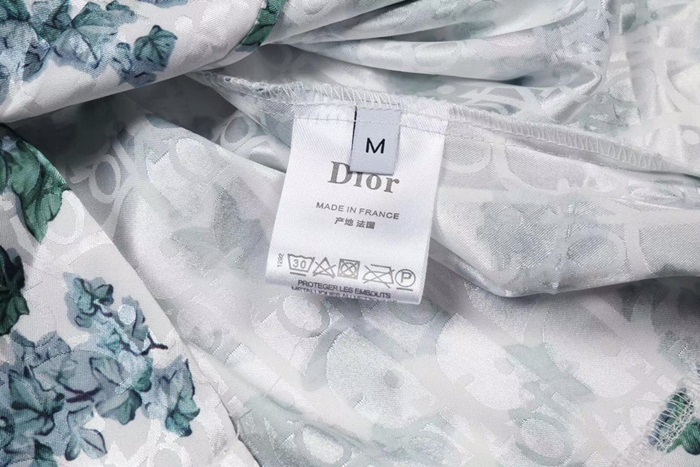 M
Dior
MADE IN FRANCE
产地 法国
30 P
PROTEGER LES EMBOUTS